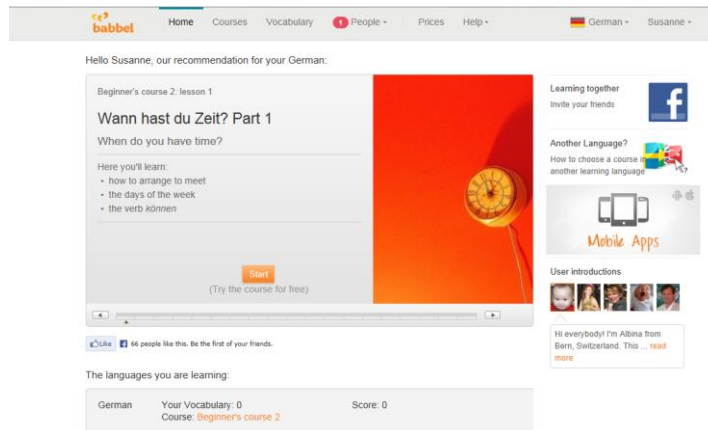 babbel
Home Courses Vocabulary 1 People Prices Help German Susanne
Hello Susanne, our recommendation for your German:
Beginner's course 2: lesson 1
Wann hast du Zeit? Part 1
When do you have time?
Here you'll learn:
• how to arrange to meet
• the days of the week
• the verb können
Start
(Try the course for free)
Like 66 people like this. Be the first of your friends.
Learning together
Invite your friends
f
Another Language?
How to choose a course in
another learning language
Mobile Apps
User introductions
Hi everybody! I'm Albina from
Bern, Switzerland. This ... read
more
The languages you are learning:
German Your Vocabulary: 0 Score: 0
Course: Beginner's course 2